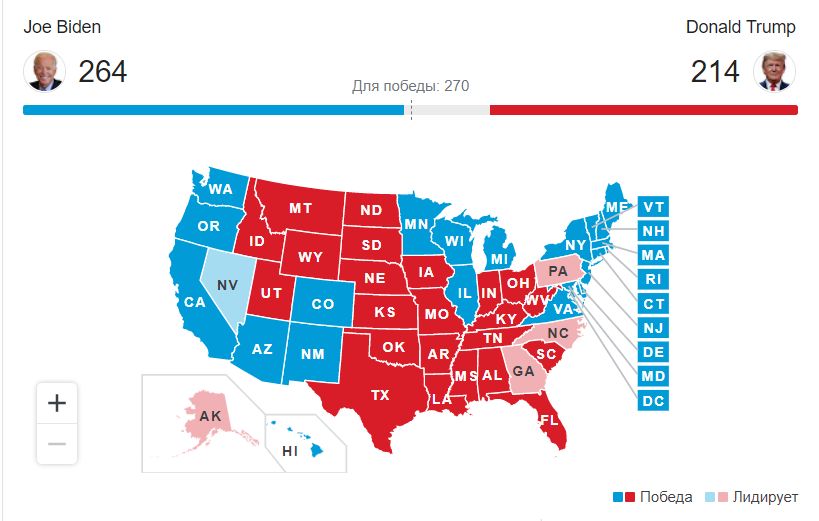 Joe Biden
Donald Trump
264
Для победы: 270
214
WA
OR
CA
NV
ID
MT
WY
UT
AZ
CO
NM
ND
SD
NE
KS
OK
TX
MN
IA
MO
AR
LA
WI
IL
MI
IN
OH
KY
TN
MS
AL
GA
FL
SC
NC
VA
WV
PA
NY
ME
VT
NH
MA
RI
CT
NJ
DE
MD
DC
AK
HI
+
−
Победа
Лидирует